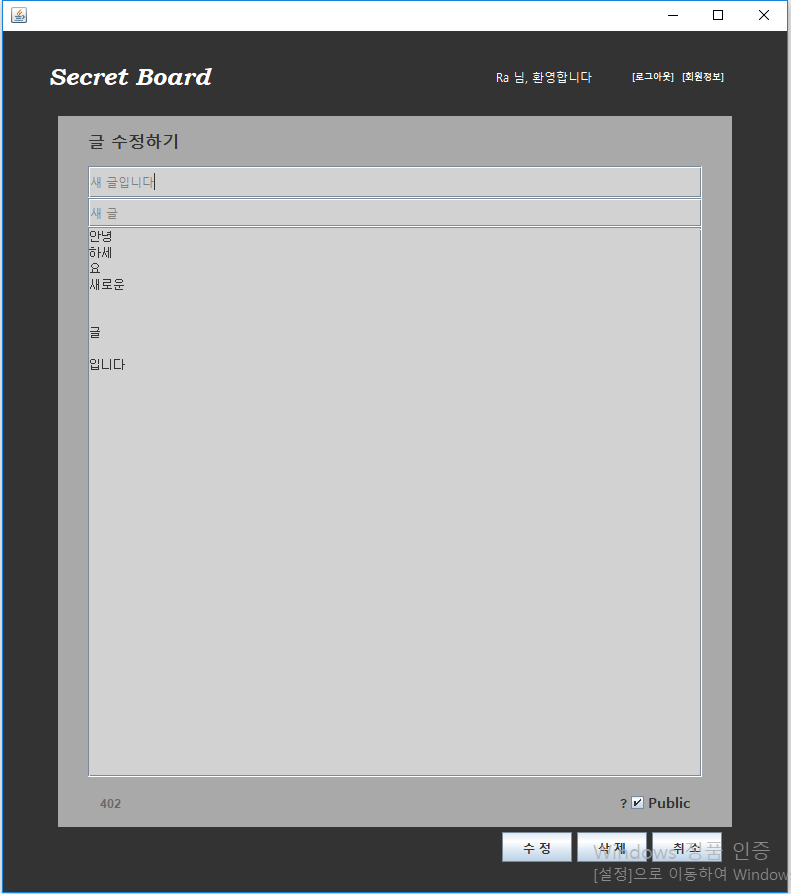 Secret Board
Ra 님, 환영합니다 [로그아웃] [회원정보]
글 수정하기
새 글입니다
새 글
안녕
하세
요
새로운
글
입니다
402
? Public
수 정 삭 제 취 소
Windows 정품 인증
[설정]으로 이동하여 Window